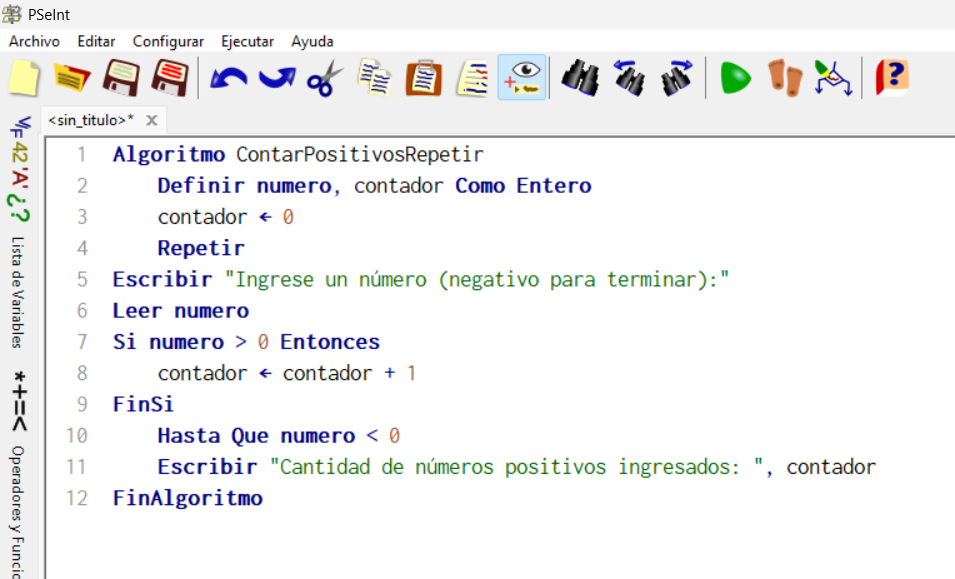 PSeInt
Archivo Editar Configurar Ejecutar Ayuda
<sin_titulo>* ×
1 Algoritmo ContarPositivosRepetir
2 Definir numero, contador Como Entero
3 contador ← 0
4 Repetir
5 Escribir "Ingrese un número (negativo para terminar):"
6 Leer numero
7 Si numero > 0 Entonces
8 contador ← contador + 1
9 FinSi
10 Hasta Que numero < 0
11 Escribir "Cantidad de números positivos ingresados: ", contador
12 FinAlgoritmo
V/F 42 'A' ¿?
Lista de Variables
*+=<
Operadores y Funcio